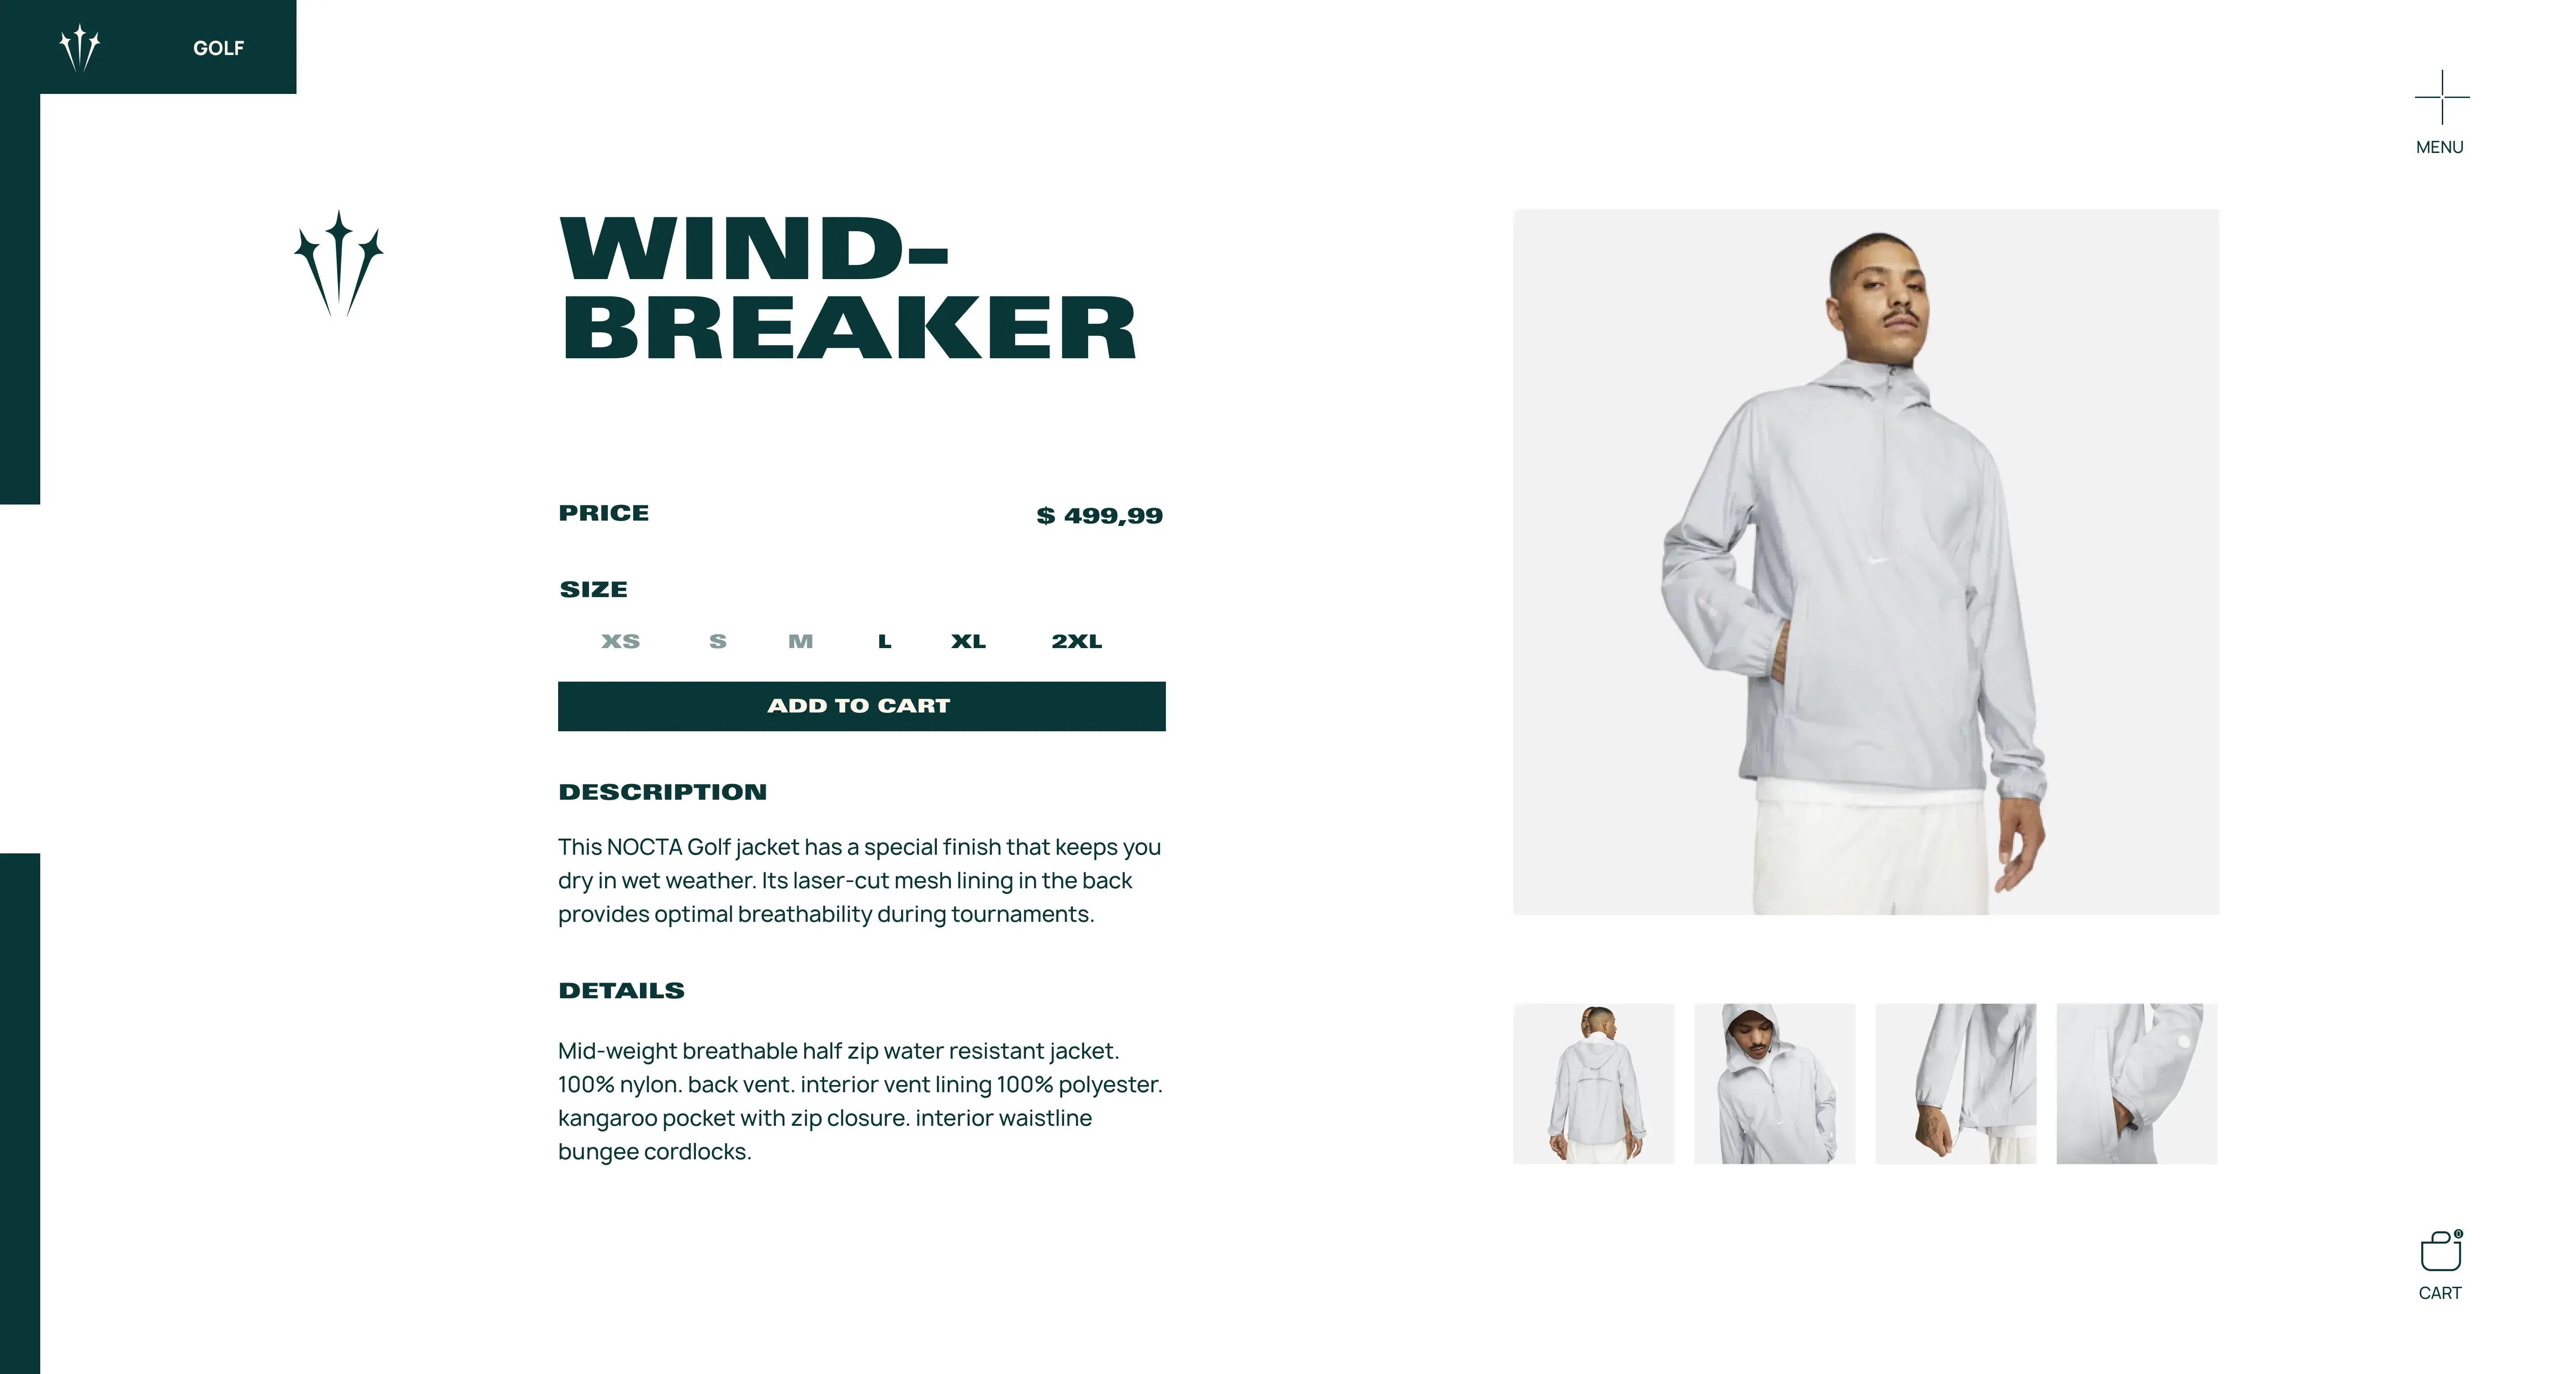 GOLF
MENU
WIND-
BREAKER
PRICE
$ 499,99
SIZE
XS S M L XL 2XL
ADD TO CART
DESCRIPTION
This NOCTA Golf jacket has a special finish that keeps you
dry in wet weather. Its laser-cut mesh lining in the back
provides optimal breathability during tournaments.
DETAILS
Mid-weight breathable half zip water resistant jacket.
100% nylon. back vent. interior vent lining 100% polyester.
kangaroo pocket with zip closure. interior waistline
bungee cordlocks.
0
CART